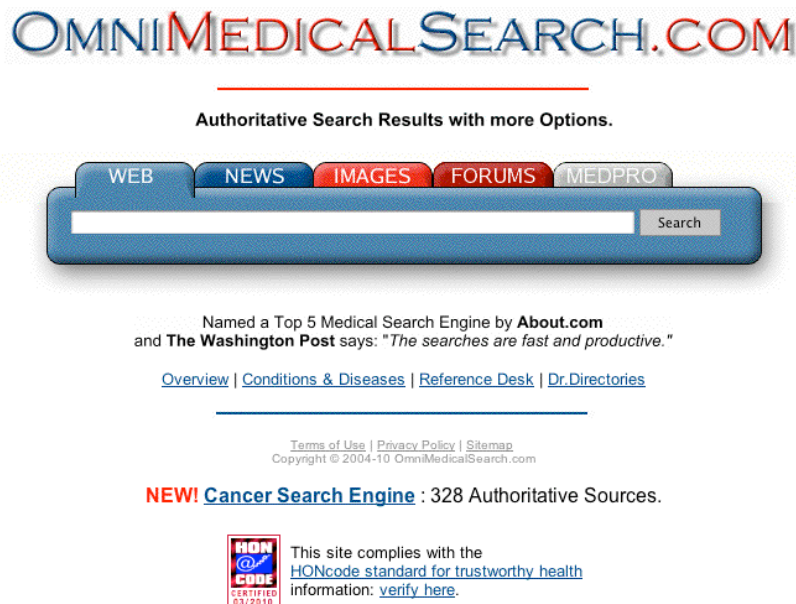 OMNIMEDICALSEARCH.COM
Authoritative Search Results with more Options.
WEB NEWS IMAGES FORUMS MEDPRO
Search
Named a Top 5 Medical Search Engine by About.com
and The Washington Post says: "The searches are fast and productive."
Overview | Conditions & Diseases | Reference Desk | Dr.Directories
Terms of Use | Privacy Policy | Sitemap
Copyright © 2004-10 OmniMedicalSearch.com
NEW! Cancer Search Engine : 328 Authoritative Sources.
HON
@
CODE
CERTIFIED
03/2010
This site complies with the
HONcode standard for trustworthy health
information: verify here.